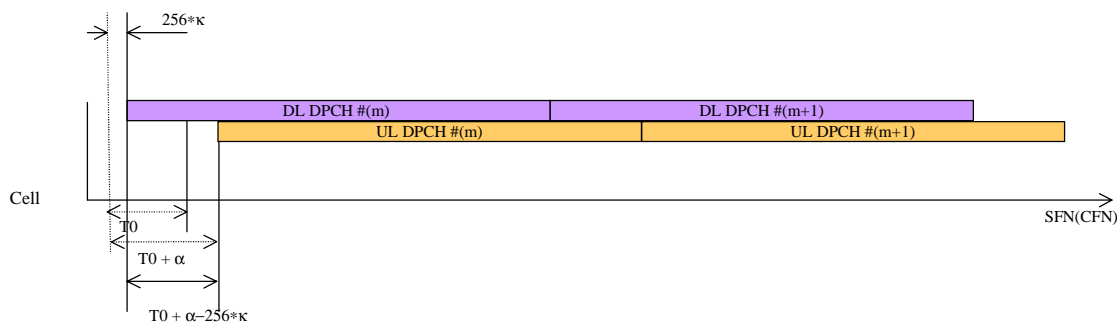 256*κ
DL DPCH #(m) DL DPCH #(m+1)
UL DPCH #(m) UL DPCH #(m+1)
Cell
SFN(CFN)
T0
T0 + α
T0 + α−256*κ